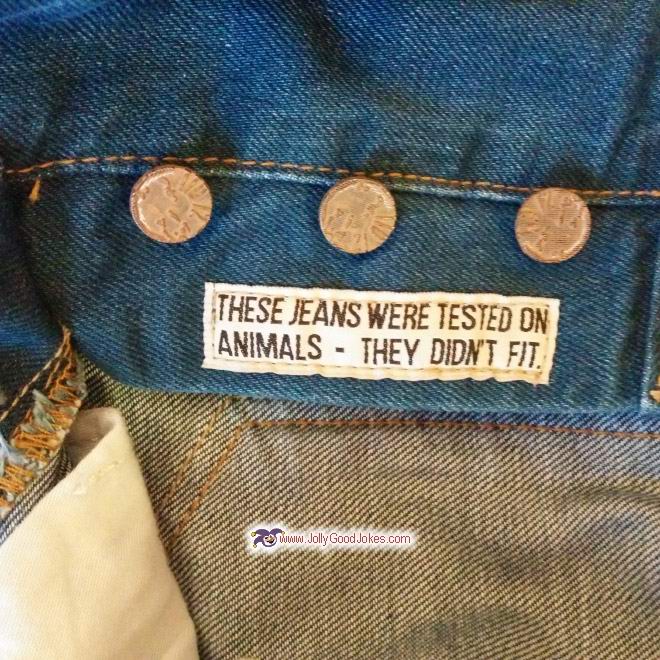 THESE JEANS WERE TESTED ON
ANIMALS - THEY DIDN'T FIT.
www.JollyGoodJokes.com